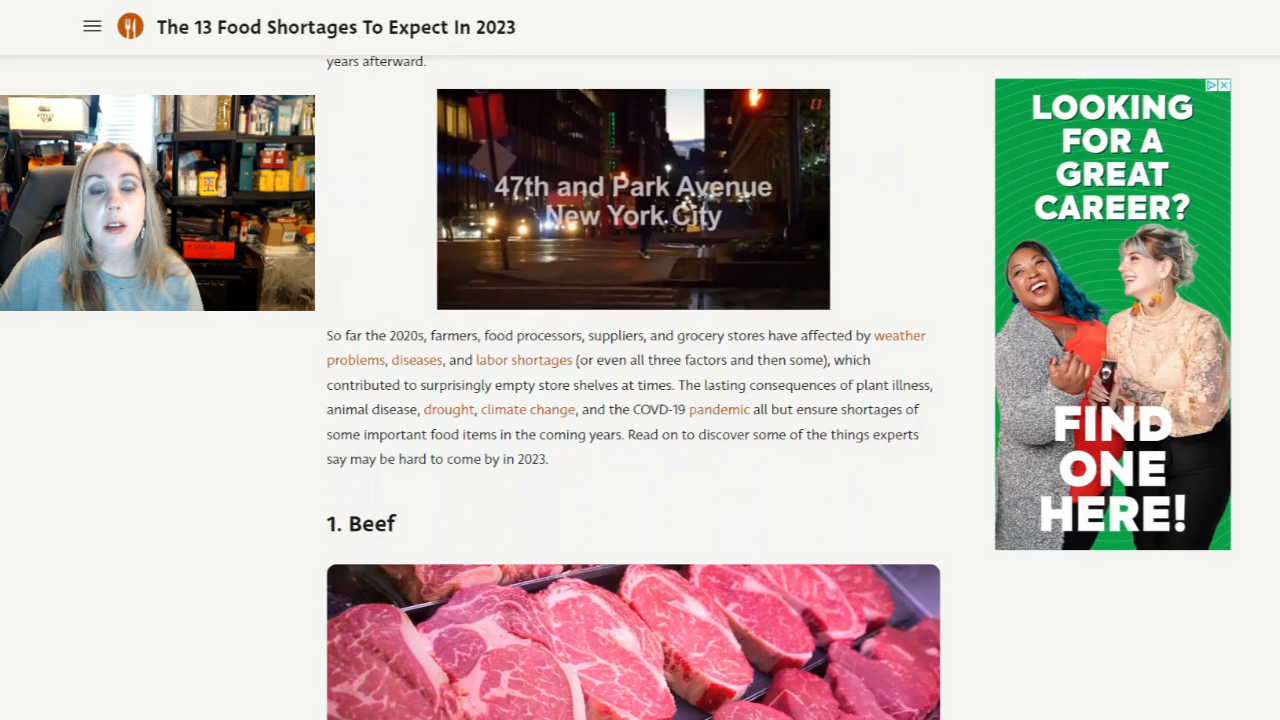 The 13 Food Shortages To Expect In 2023
years afterward.
47th and Park Avenue
New York City
So far the 2020s, farmers, food processors, suppliers, and grocery stores have affected by weather
problems, diseases, and labor shortages (or even all three factors and then some), which
contributed to surprisingly empty store shelves at times. The lasting consequences of plant illness,
animal disease, drought, climate change, and the COVD-19 pandemic all but ensure shortages of
some important food items in the coming years. Read on to discover some of the things experts
say may be hard to come by in 2023.
1. Beef
LOOKING
FOR A
GREAT
CAREER?
FIND
ONE
HERE!